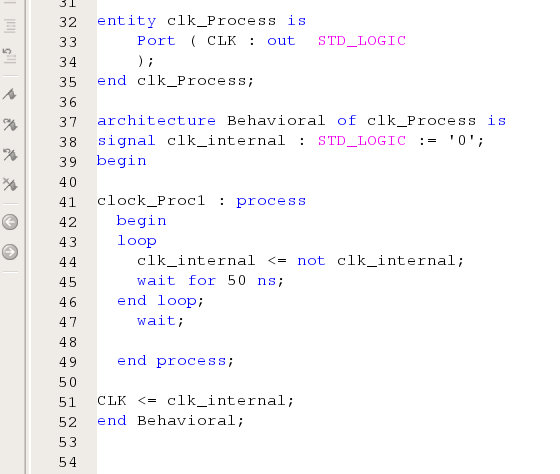 31
32 entity clk_Process is
33     Port ( CLK : out  STD_LOGIC
34     );
35 end clk_Process;
36
37 architecture Behavioral of clk_Process is
38 signal clk_internal : STD_LOGIC := '0';
39 begin
40
41 clock_Proc1 : process
42   begin
43   loop
44     clk_internal <= not clk_internal;
45     wait for 50 ns;
46   end loop;
47     wait;
48
49   end process;
50
51 CLK <= clk_internal;
52 end Behavioral;
53
54